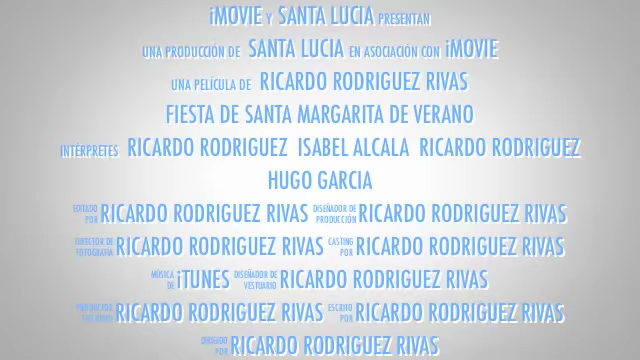 iMOVIE Y SANTA LUCIA PRESENTAN
UNA PRODUCCIÓN DE SANTA LUCIA EN ASOCIACIÓN CON iMOVIE
UNA PELÍCULA DE RICARDO RODRIGUEZ RIVAS
FIESTA DE SANTA MARGARITA DE VERANO
INTÉRPRETES RICARDO RODRIGUEZ ISABEL ALCALA RICARDO RODRIGUEZ
HUGO GARCIA
EDITADO POR RICARDO RODRIGUEZ RIVAS DISEÑADOR DE PRODUCCIÓN RICARDO RODRIGUEZ RIVAS
DIRECTOR DE FOTOGRAFÍA RICARDO RODRIGUEZ RIVAS CASTING POR RICARDO RODRIGUEZ RIVAS
MÚSICA DE iTUNES DISEÑADOR DE VESTUARIO RICARDO RODRIGUEZ RIVAS
PRODUCTOR EJECUTIVO RICARDO RODRIGUEZ RIVAS ESCRITO POR RICARDO RODRIGUEZ RIVAS
DIRIGIDO POR RICARDO RODRIGUEZ RIVAS